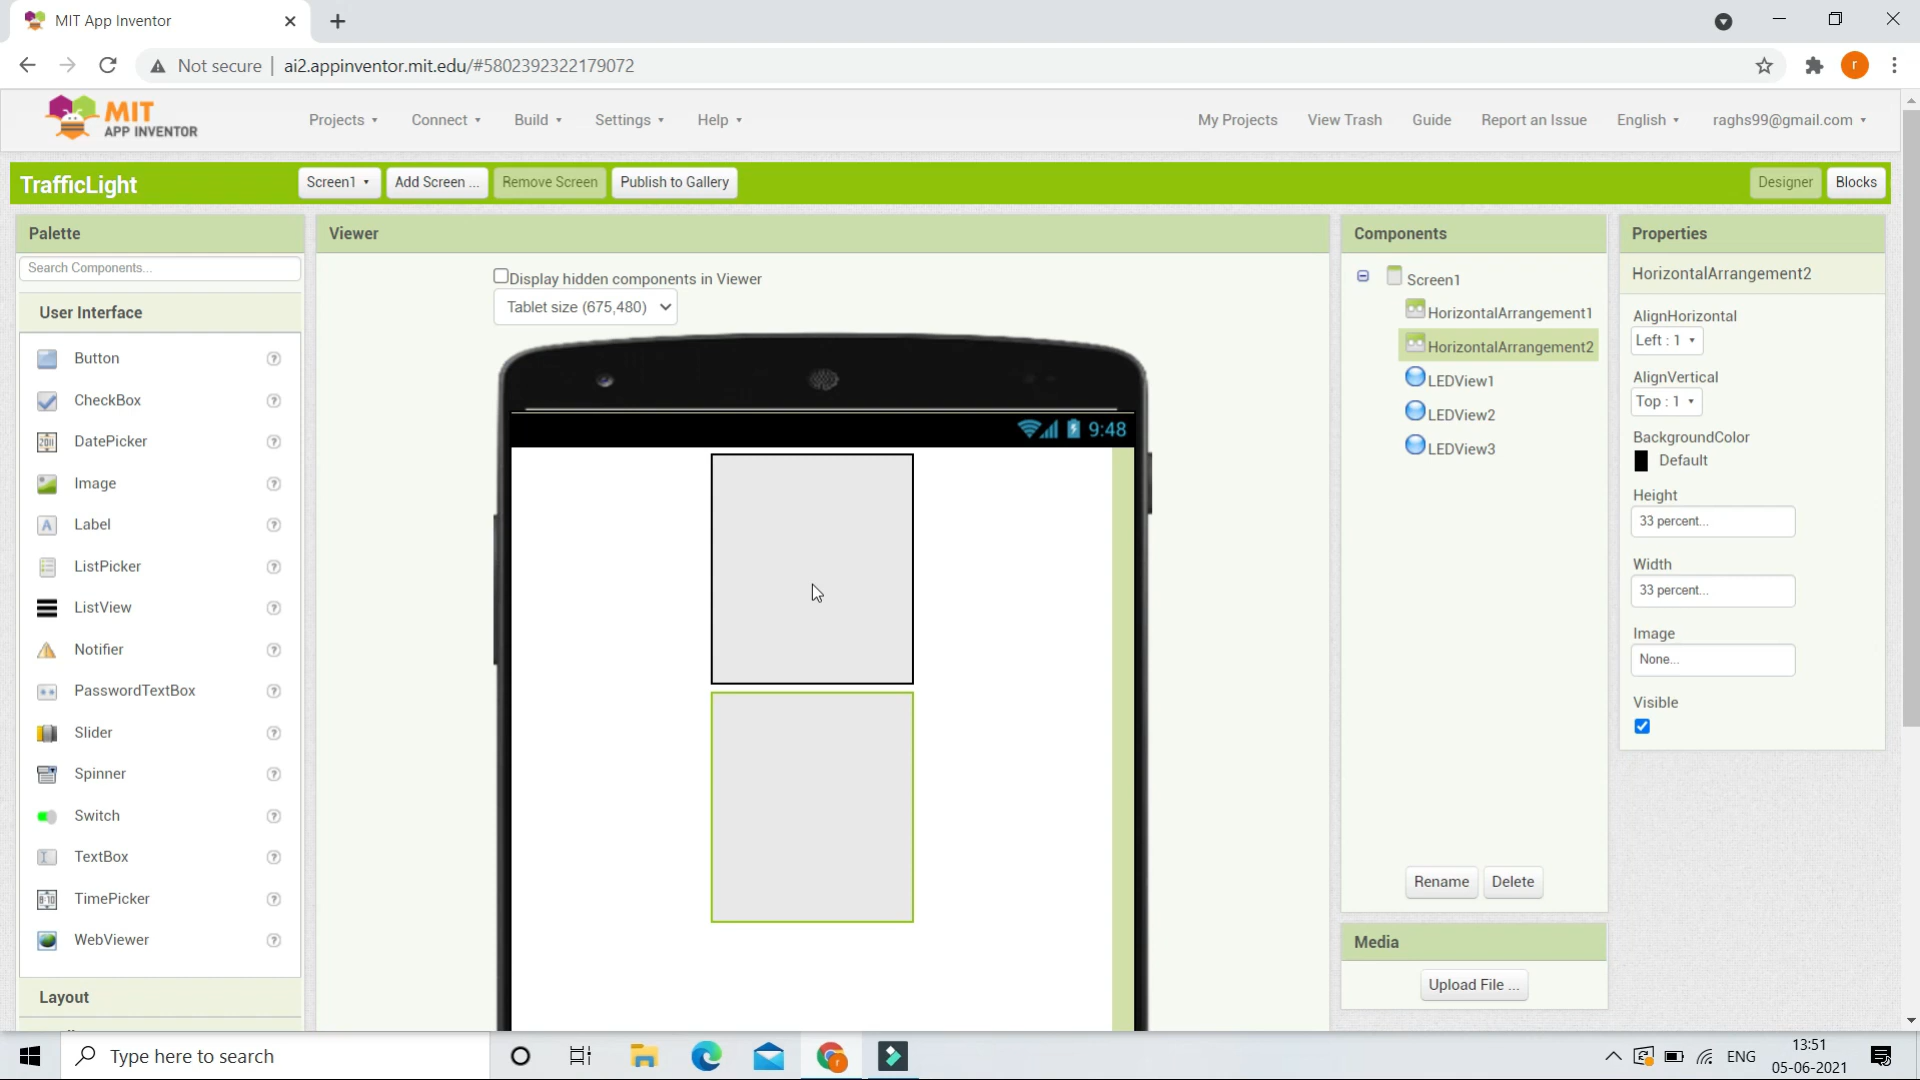 MIT App Inventor
Not secure
ai2.appinventor.mit.edu/#5802392322179072
r
MIT
APP INVENTOR
Projects
Connect
Build
Settings
Help
My Projects
View Trash
Guide
Report an Issue
English
raghs99@gmail.com
TrafficLight
Screen1
Add Screen ...
Remove Screen
Publish to Gallery
Designer
Blocks
Palette
Search Components...
User Interface
Button
CheckBox
DatePicker
Image
Label
ListPicker
ListView
Notifier
PasswordTextBox
Slider
Spinner
Switch
TextBox
TimePicker
WebViewer
Layout
Viewer
Display hidden components in Viewer
Tablet size (675,480)
9:48
Components
Screen1
HorizontalArrangement1
HorizontalArrangement2
LEDView1
LEDView2
LEDView3
Rename
Delete
Media
Upload File ...
Properties
HorizontalArrangement2
AlignHorizontal
Left : 1
AlignVertical
Top : 1
BackgroundColor
Default
Height
33 percent...
Width
33 percent...
Image
None...
Visible
Type here to search
ENG
13:51
05-06-2021